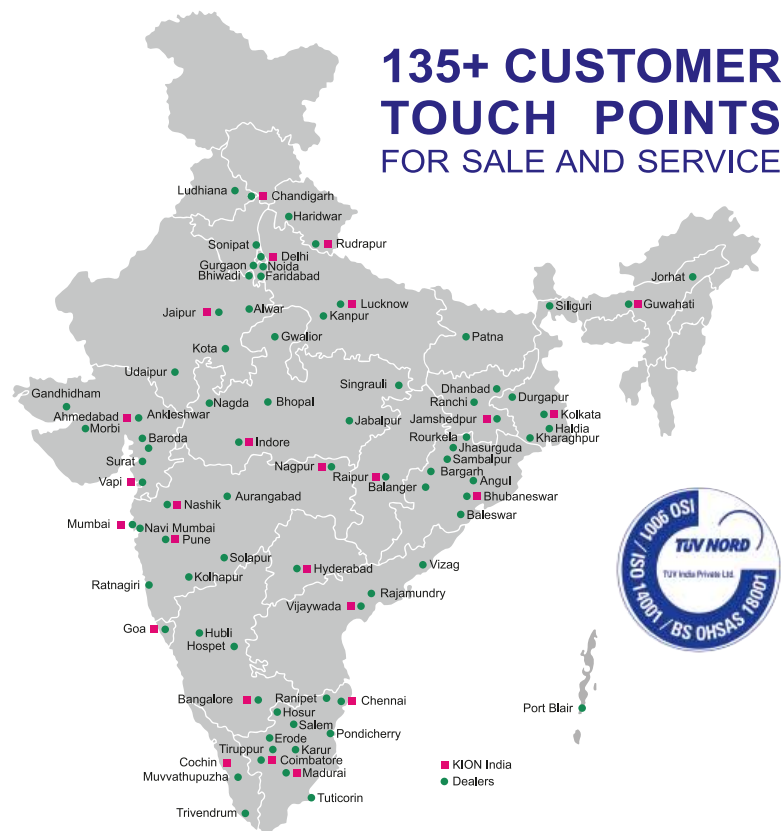 135+ CUSTOMER
TOUCH POINTS
FOR SALE AND SERVICE
Ludhiana
Chandigarh
Haridwar
Sonipat
Delhi
Rudrapur
Gurgaon
Noida
Bhiwadi
Faridabad
Jorhat
Jaipur
Alwar
Lucknow
Kanpur
Siliguri
Guwahati
Gwalior
Patna
Kota
Udaipur
Singrauli
Dhanbad
Gandhidham
Nagda
Bhopal
Ranchi
Durgapur
Ahmedabad
Ankleshwar
Jabalpur
Jamshedpur
Kolkata
Morbi
Haldia
Baroda
Indore
Rourkela
Kharaghpur
Jhasurguda
Surat
Nagpur
Sambalpur
Raipur
Bargarh
Vapi
Balanger
Angul
Nashik
Aurangabad
Bhubaneswar
Baleswar
Mumbai
Navi Mumbai
Pune
Solapur
Hyderabad
Vizag
Ratnagiri
Kolhapur
Rajamundry
Vijaywada
Goa
Hubli
Hospet
Bangalore
Ranipet
Chennai
Hosur
Port Blair
Salem
Pondicherry
Erode
Tiruppur
Karur
Cochin
Coimbatore
Muvvathupuzha
Madurai
Tuticorin
Trivendrum
KION India
Dealers
ISO 14001 / ISO 9001
TUV NORD
TUV India Private Ltd.
/ BS OHSAS 18001